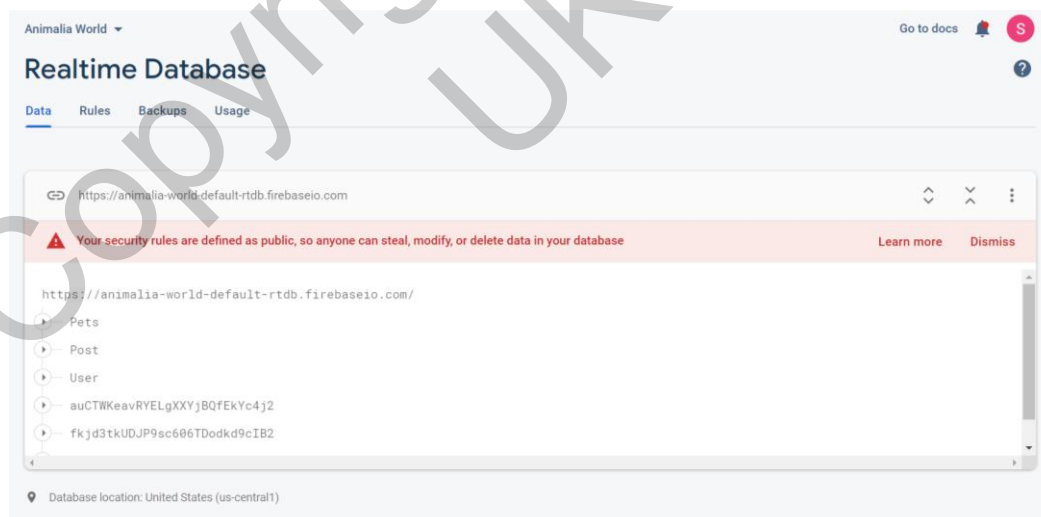 Animalia World
Go to docs
S
Realtime Database
?
Data Rules Backups Usage
https://animalia-world-default-rtdb.firebaseio.com
Your security rules are defined as public, so anyone can steal, modify, or delete data in your database
Learn more Dismiss
https://animalia-world-default-rtdb.firebaseio.com/
Pets
Post
User
auCTWKeavRYELgXXYjBQfEkYc4j2
fkjd3tkUDJP9sc606TDodkd9cIB2
Database location: United States (us-central1)